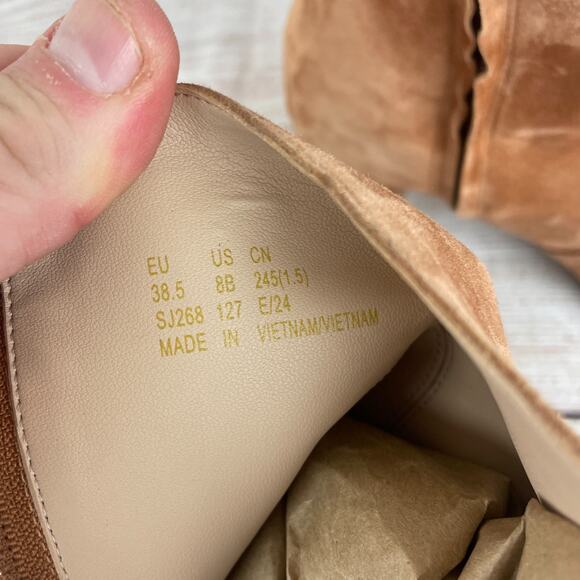 EU US CN
38.5 8B 245(1.5)
SJ268 127 E/24
MADE IN VIETNAM/VIETNAM